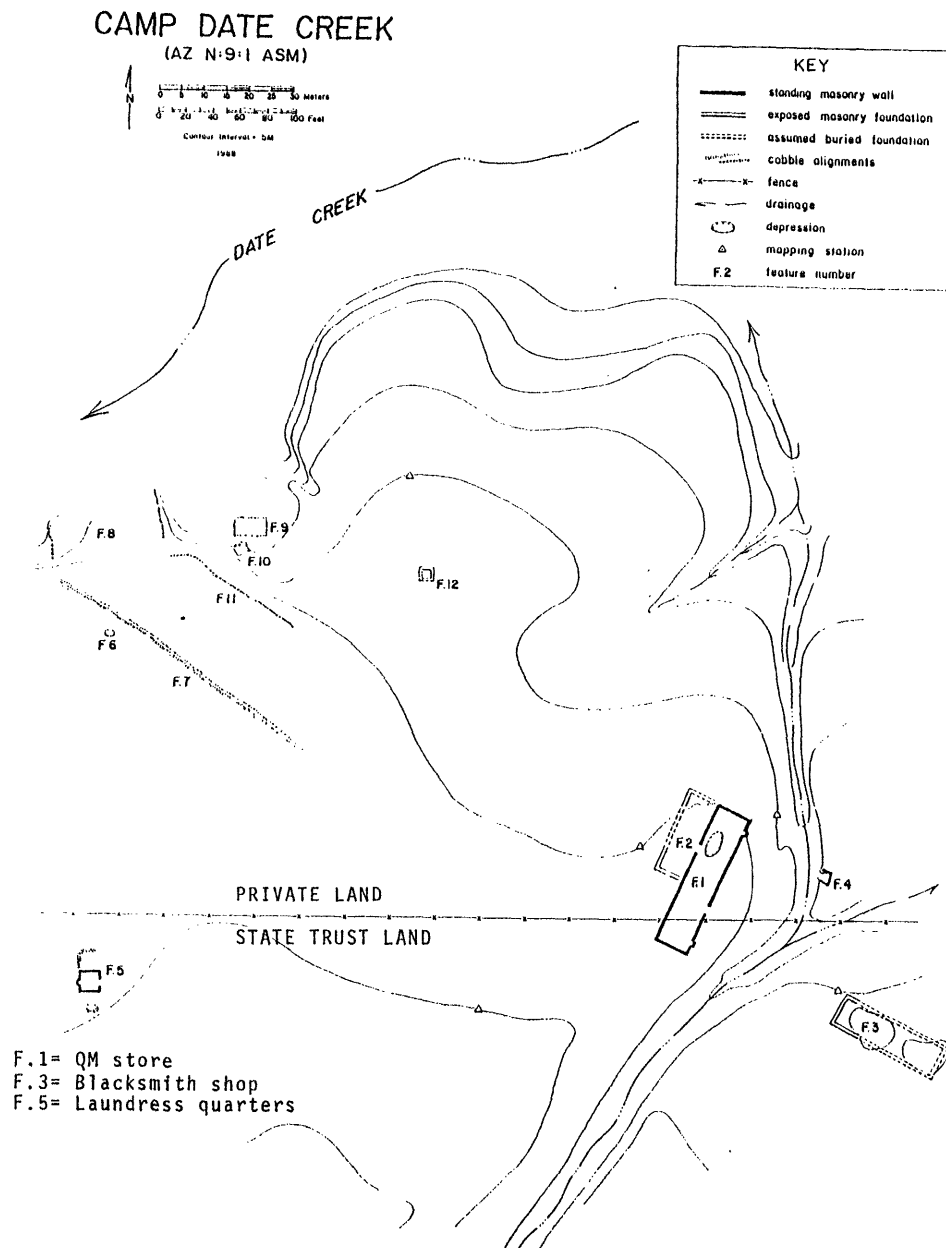 CAMP DATE CREEK
(AZ N:9:1 ASM)
N
0 5 10 15 20 25 30 Meters
0 20 40 60 80 100 Feet
Contour Interval = .5M
1988
KEY
standing masonry wall
exposed masonry foundation
assumed buried foundation
cobble alignments
fence
drainage
depression
mapping station
F.2 feature number
DATE CREEK
F.8
F.9
F.10
F.11
F.12
F.6
F.7
F.2
F.1
F.4
PRIVATE LAND
STATE TRUST LAND
F.5
F.3
F.1= QM store
F.3= Blacksmith shop
F.5= Laundress quarters